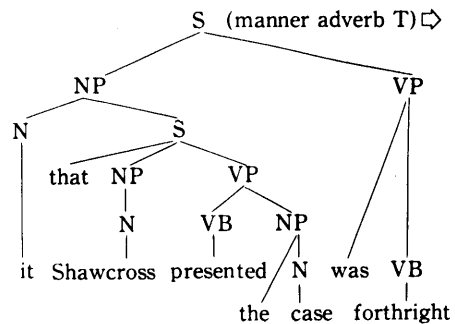 S (manner adverb T) ⇨
NP VP
N S
that NP VP
N VB NP
it Shawcross presented N was VB
the case forthright